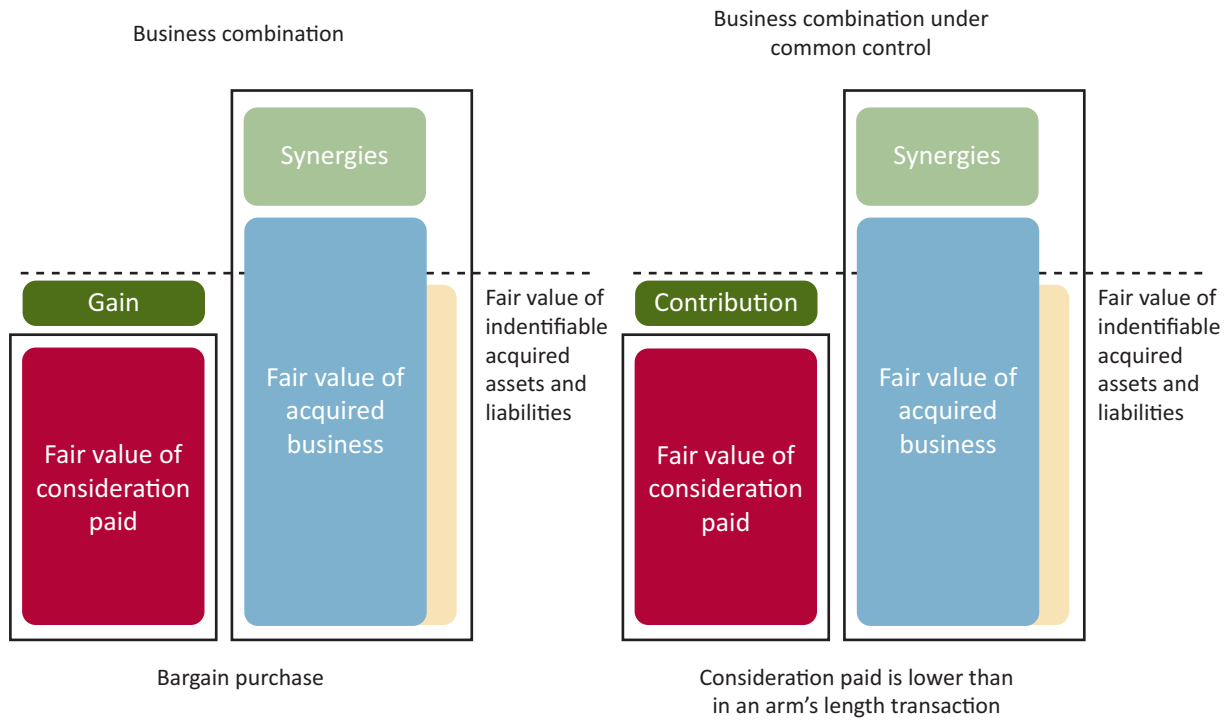 Business combination
Synergies
Gain
Fair value of
consideration
paid
Fair value of
acquired
business
Fair value of
indentifiable
acquired
assets and
liabilities
Bargain purchase
Business combination under
common control
Synergies
Contribution
Fair value of
consideration
paid
Fair value of
acquired
business
Fair value of
indentifiable
acquired
assets and
liabilities
Consideration paid is lower than
in an arm's length transaction